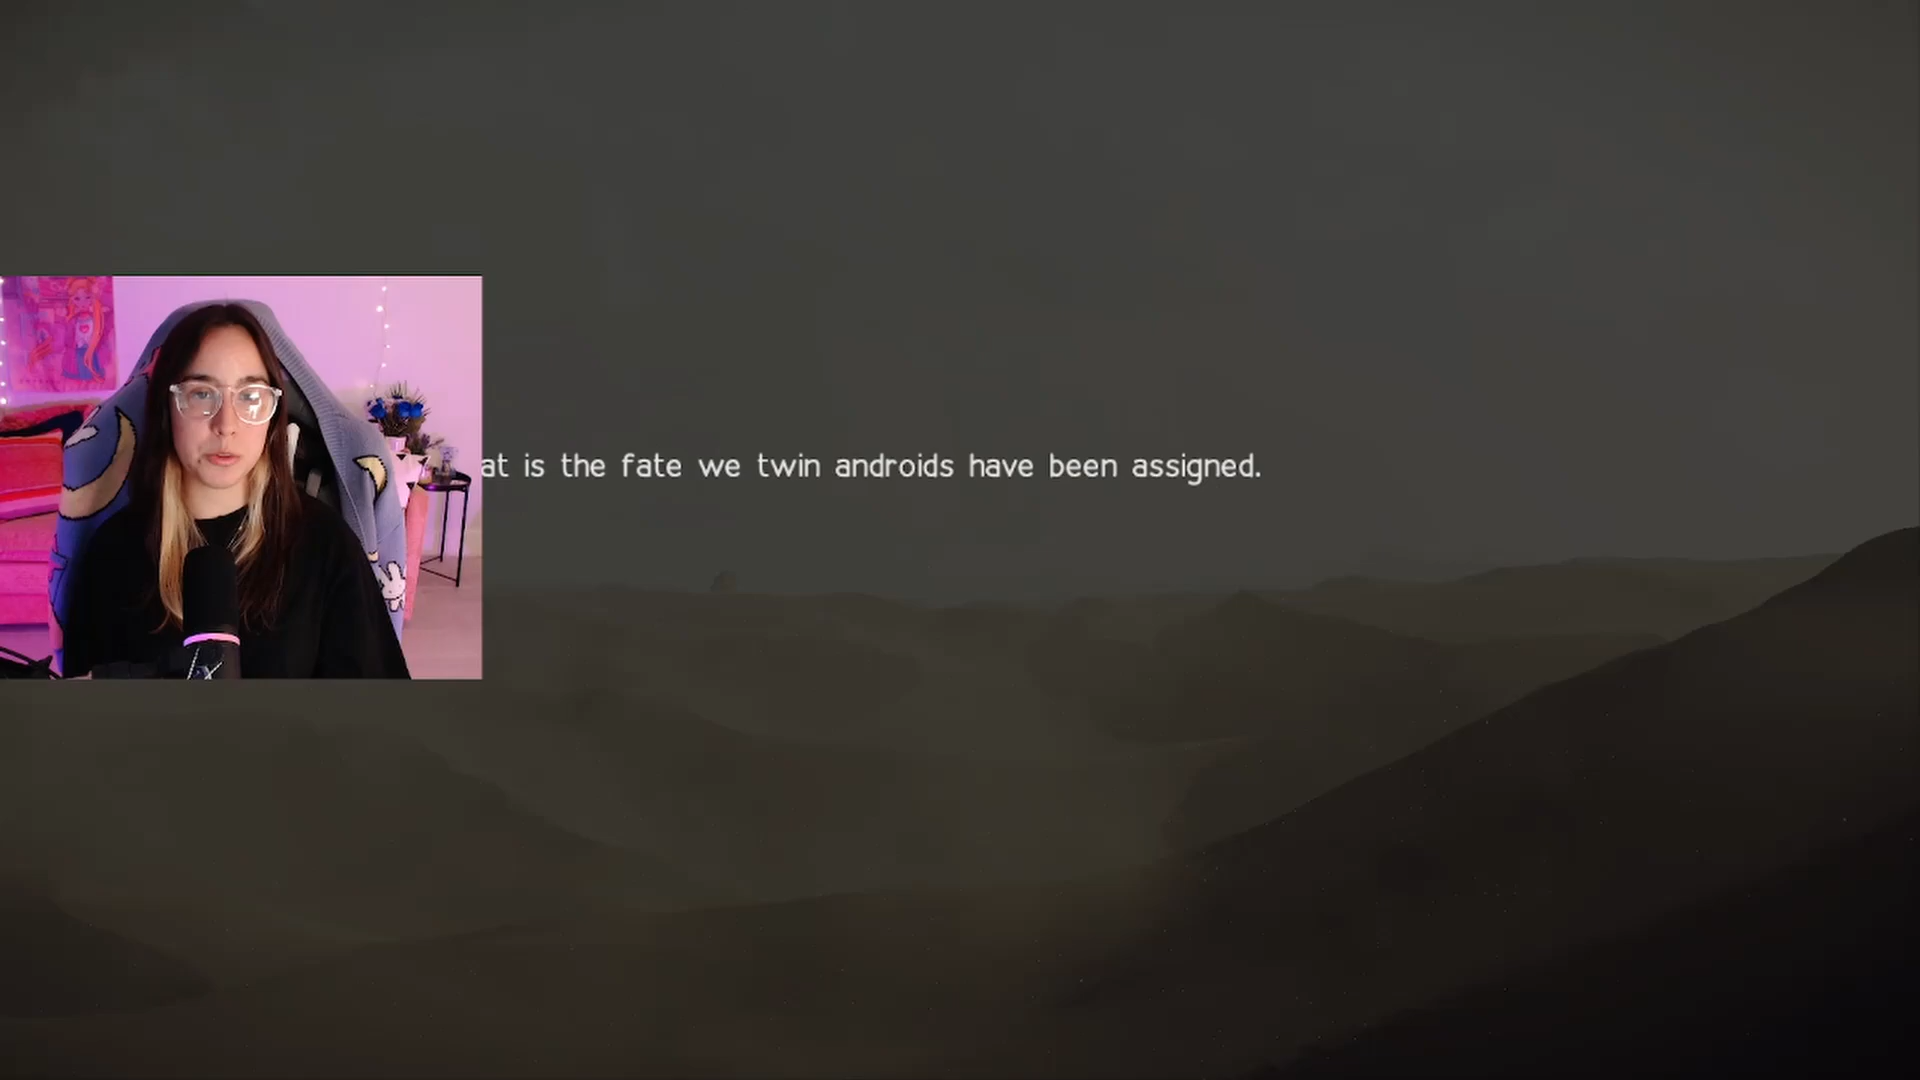 at is the fate we twin androids have been assigned.